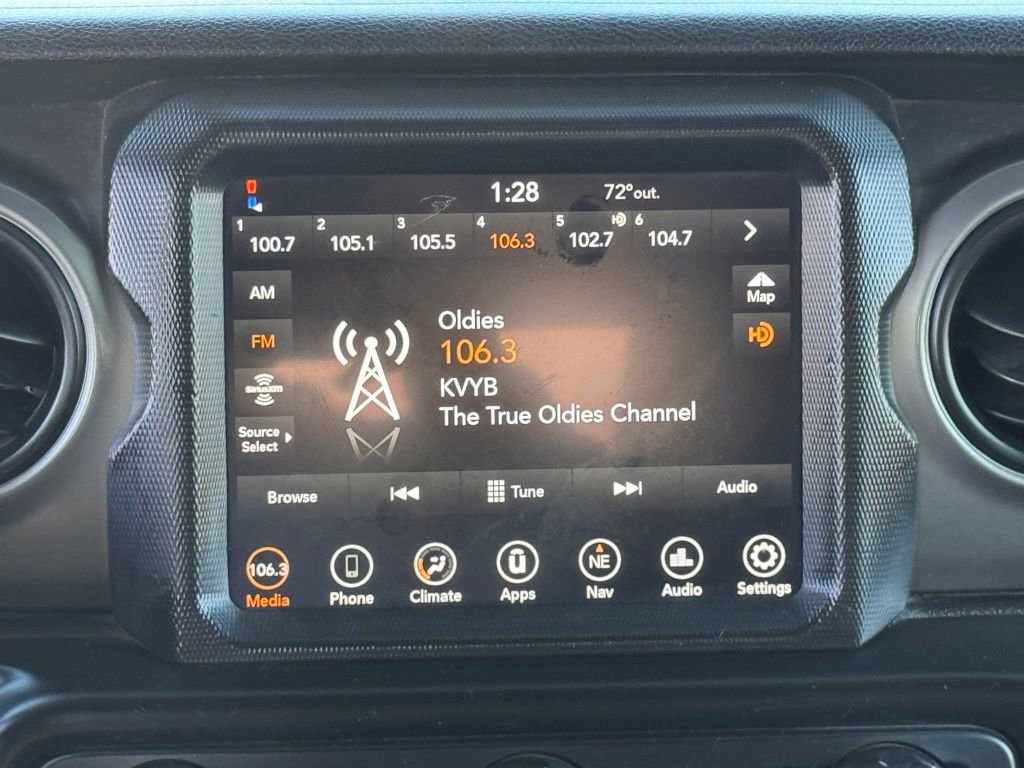 1:28 72°out.
1 100.7 2 105.1 3 105.5 4 106.3 5 102.7 HD 6 104.7
AM
Map
FM
HD
SiriusXM
Source
Select
Oldies
106.3
KVYB
The True Oldies Channel
Browse Tune Audio
106.3 NE
Media Phone Climate Apps Nav Audio Settings